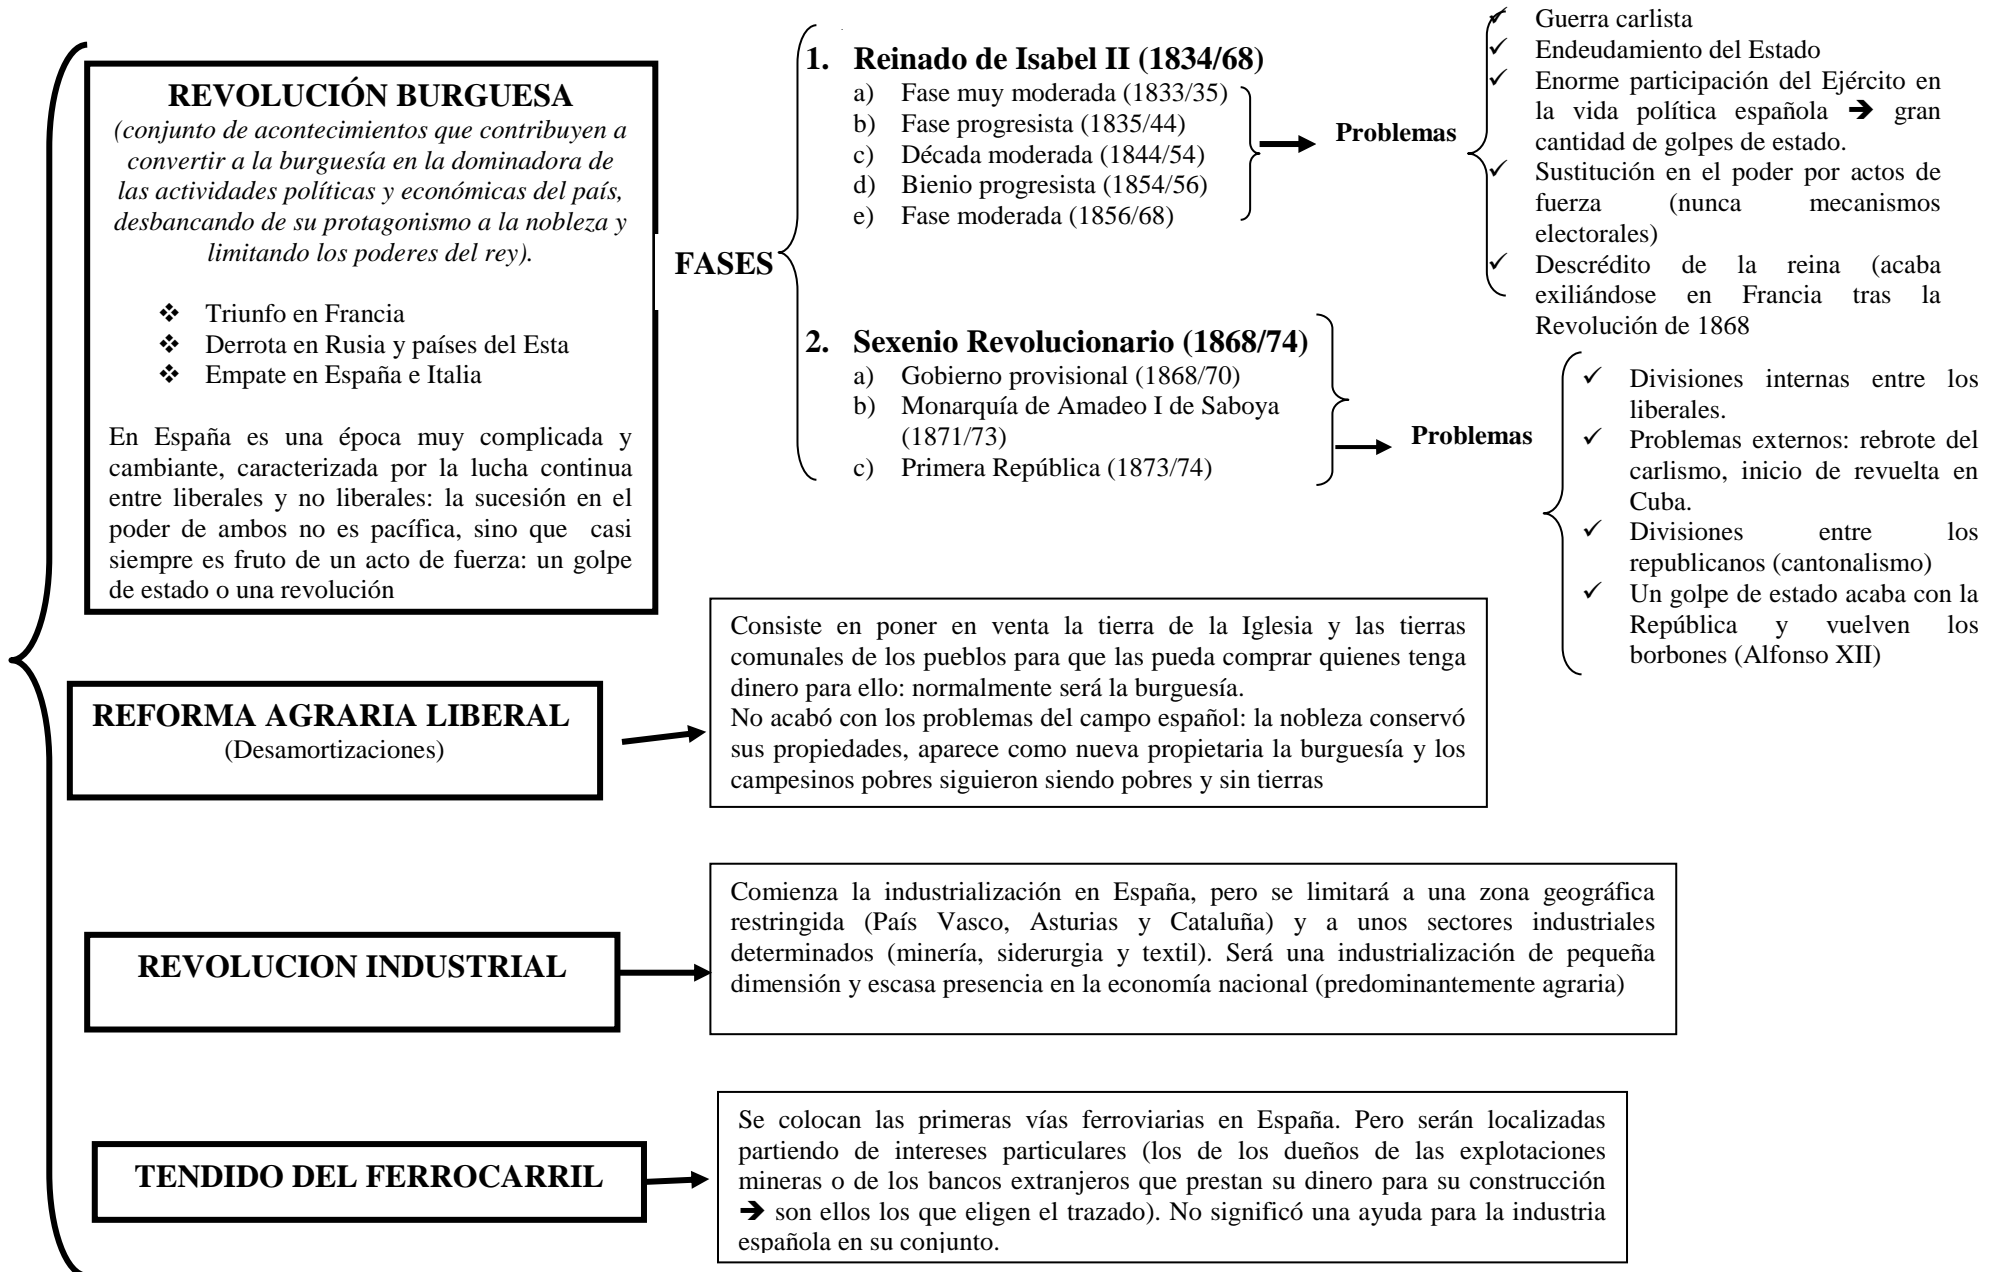 REVOLUCIÓN BURGUESA
(conjunto de acontecimientos que contribuyen a
convertir a la burguesía en la dominadora de
las actividades políticas y económicas del país,
desbancando de su protagonismo a la nobleza y
limitando los poderes del rey).
❖ Triunfo en Francia
❖ Derrota en Rusia y países del Esta
❖ Empate en España e Italia
En España es una época muy complicada y
cambiante, caracterizada por la lucha continua
entre liberales y no liberales: la sucesión en el
poder de ambos no es pacífica, sino que casi
siempre es fruto de un acto de fuerza: un golpe
de estado o una revolución
FASES
1. Reinado de Isabel II (1834/68)
a) Fase muy moderada (1833/35)
b) Fase progresista (1835/44)
c) Década moderada (1844/54)
d) Bienio progresista (1854/56)
e) Fase moderada (1856/68)
Problemas
✓ Guerra carlista
✓ Endeudamiento del Estado
✓ Enorme participación del Ejército en
la vida política española ➔ gran
cantidad de golpes de estado.
✓ Sustitución en el poder por actos de
fuerza (nunca mecanismos
electorales)
✓ Descrédito de la reina (acaba
exiliándose en Francia tras la
Revolución de 1868
2. Sexenio Revolucionario (1868/74)
a) Gobierno provisional (1868/70)
b) Monarquía de Amadeo I de Saboya
(1871/73)
c) Primera República (1873/74)
Problemas
✓ Divisiones internas entre los
liberales.
✓ Problemas externos: rebrote del
carlismo, inicio de revuelta en
Cuba.
✓ Divisiones entre los
republicanos (cantonalismo)
✓ Un golpe de estado acaba con la
República y vuelven los
borbones (Alfonso XII)
REFORMA AGRARIA LIBERAL
(Desamortizaciones)
Consiste en poner en venta la tierra de la Iglesia y las tierras
comunales de los pueblos para que las pueda comprar quienes tenga
dinero para ello: normalmente será la burguesía.
No acabó con los problemas del campo español: la nobleza conservó
sus propiedades, aparece como nueva propietaria la burguesía y los
campesinos pobres siguieron siendo pobres y sin tierras
REVOLUCION INDUSTRIAL
Comienza la industrialización en España, pero se limitará a una zona geográfica
restringida (País Vasco, Asturias y Cataluña) y a unos sectores industriales
determinados (minería, siderurgia y textil). Será una industrialización de pequeña
dimensión y escasa presencia en la economía nacional (predominantemente agraria)
TENDIDO DEL FERROCARRIL
Se colocan las primeras vías ferroviarias en España. Pero serán localizadas
partiendo de intereses particulares (los de los dueños de las explotaciones
mineras o de los bancos extranjeros que prestan su dinero para su construcción
➔ son ellos los que eligen el trazado). No significó una ayuda para la industria
española en su conjunto.